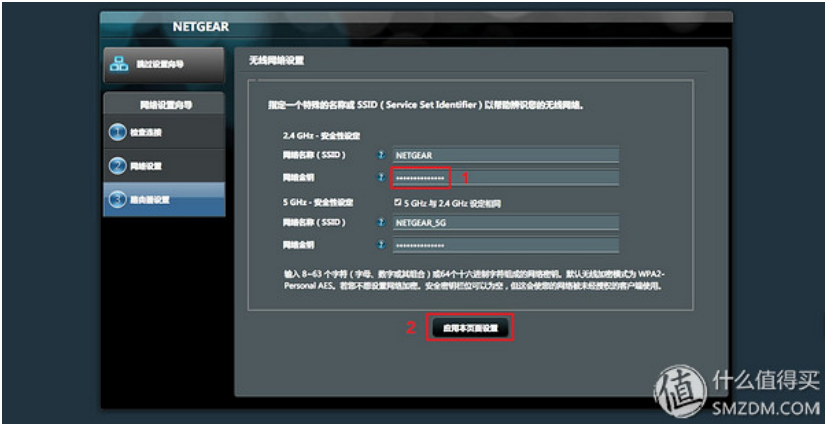 NETGEAR
跳过设置向导
无线网络设置
网络设置向导
1 检查连接
2 网络设置
3 路由器设置
指定一个特殊的名称或 SSID ( Service Set Identifier ) 以帮助辨识您的无线网络。
2.4 GHz - 安全性设定
网络名称 ( SSID ) NETGEAR
网络金钥 •••••••••••••• 1
5 GHz - 安全性设定 5 GHz 与 2.4 GHz 设定相同
网络名称 ( SSID ) NETGEAR_5G
网络金钥 ••••••••••••••
输入 8~63 个字符 ( 字母、数字或其组合 ) 或64个十六进制字符组成的网络密钥。默认无线加密模式为 WPA2-
Personal AES。若您不想设置网络加密，安全密钥栏位可以为空，但这会使您的网络被未经授权的客户端使用。
2 应用本页面设置
值 什么值得买
SMZDM.COM